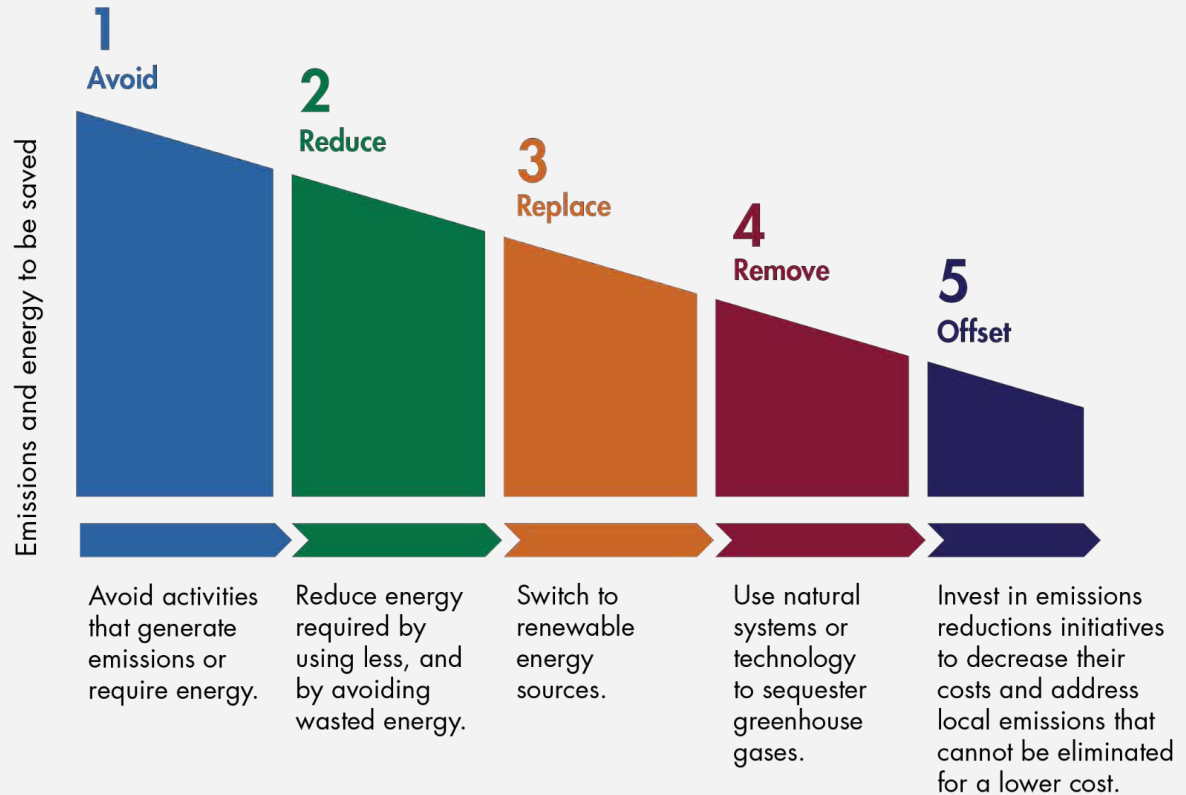 1
Avoid
2
Reduce
3
Replace
4
Remove
5
Offset
Emissions and energy to be saved
Avoid activities
that generate
emissions or
require energy.
Reduce energy
required by
using less, and
by avoiding
wasted energy.
Switch to
renewable
energy
sources.
Use natural
systems or
technology
to sequester
greenhouse
gases.
Invest in emissions
reductions initiatives
to decrease their
costs and address
local emissions that
cannot be eliminated
for a lower cost.